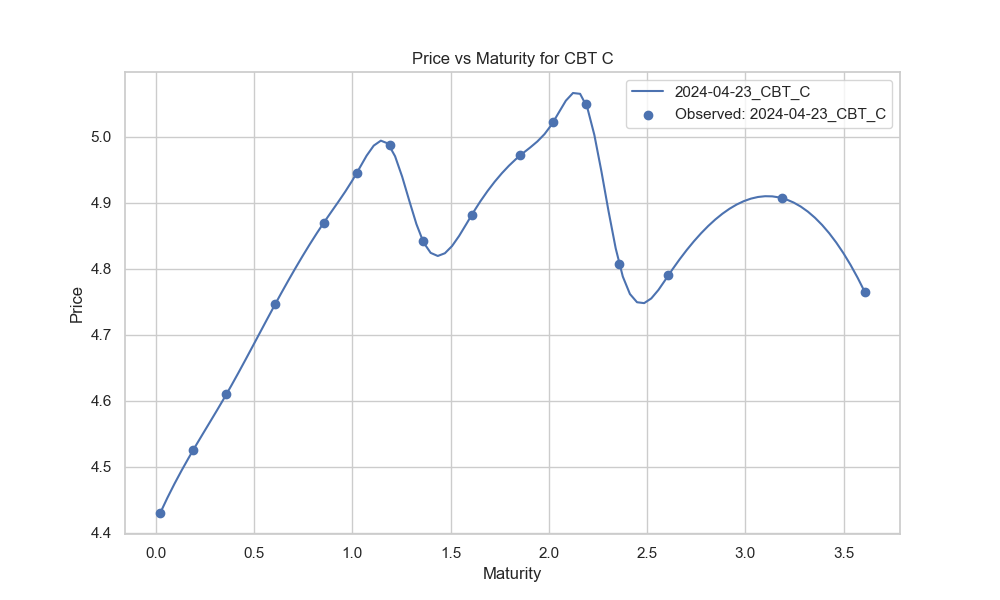 Price vs Maturity for CBT C
2024-04-23_CBT_C
Observed: 2024-04-23_CBT_C
Price
5.0
4.9
4.8
4.7
4.6
4.5
4.4
0.0 0.5 1.0 1.5 2.0 2.5 3.0 3.5
Maturity